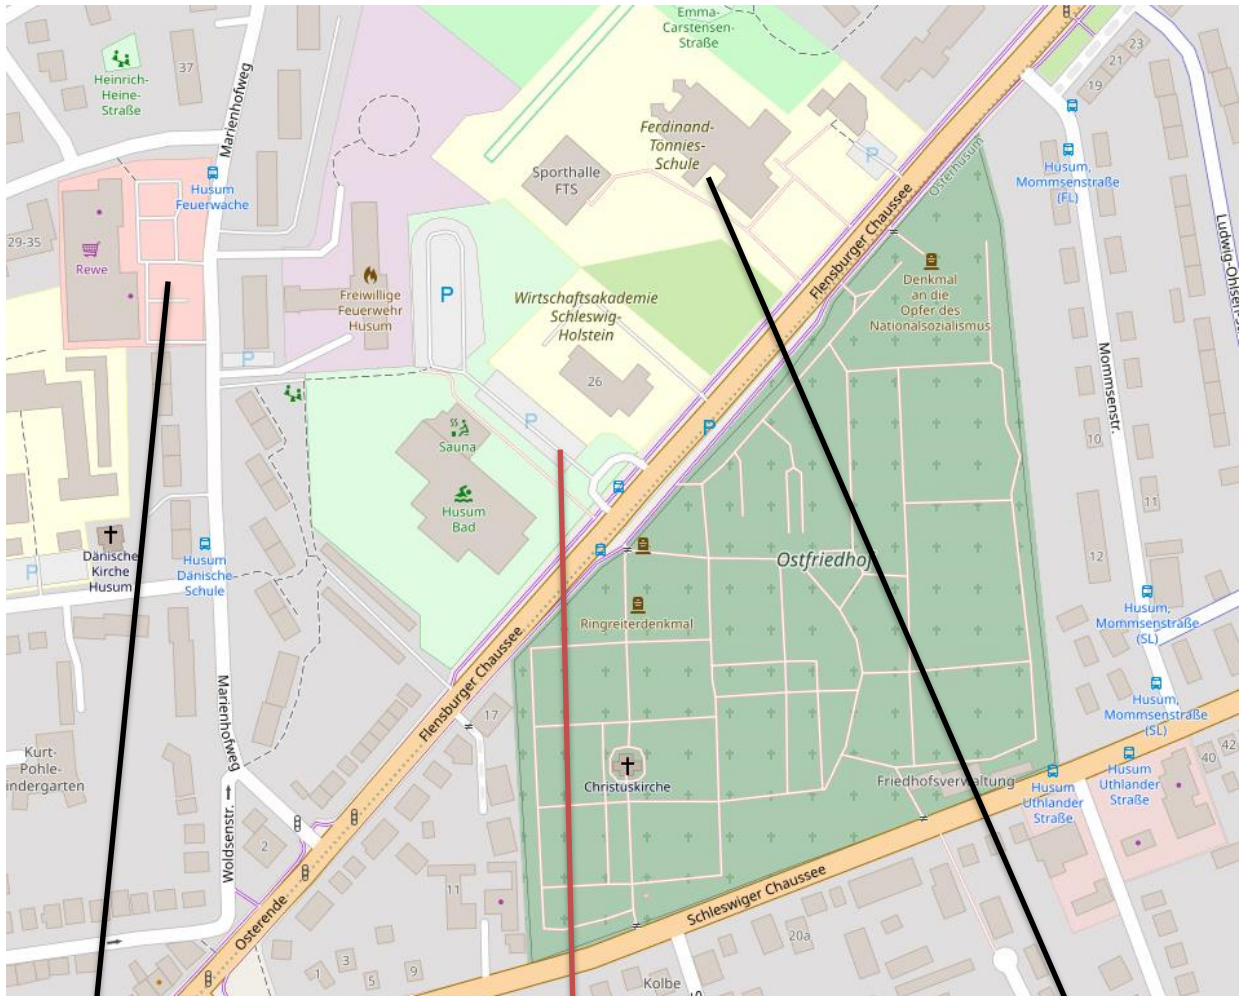 Emma-
Carstensen-
Straße
Heinrich-
Heine-
Straße
37
Marienhofweg
23
21
19
Ferdinand-
Tönnies-
Schule
Sporthalle
FTS
P
Osterhusum
Husum,
Mommsenstraße
(FL)
Husum
Feuerwache
29-35
Rewe
Flensburger Chaussee
Denkmal
an die
Opfer des
Nationalsozialismus
P
Freiwillige
Feuerwehr
Husum
Wirtschaftsakademie
Schleswig-
Holstein
P
26
Mommsenstr.
P
P
Sauna
10
11
Husum
Bad
Dänische
Kirche
Husum
P
Husum
Dänische-
Schule
Ostfriedhof
12
Ringreiterdenkmal
Husum,
Mommsenstraße
(SL)
Flensburger Chaussee
Marienhofweg
17
Husum,
Mommsenstraße
(SL)
Kurt-
Pohle-
indergarten
Christuskirche
Friedhofsverwaltung
Husum
Uthlander
Straße
Husum
Uthlander
Straße
40
42
Woldsenstr.
2
11
Schleswiger Chaussee
Osterende
20a
1
3
5
9
Kolbe